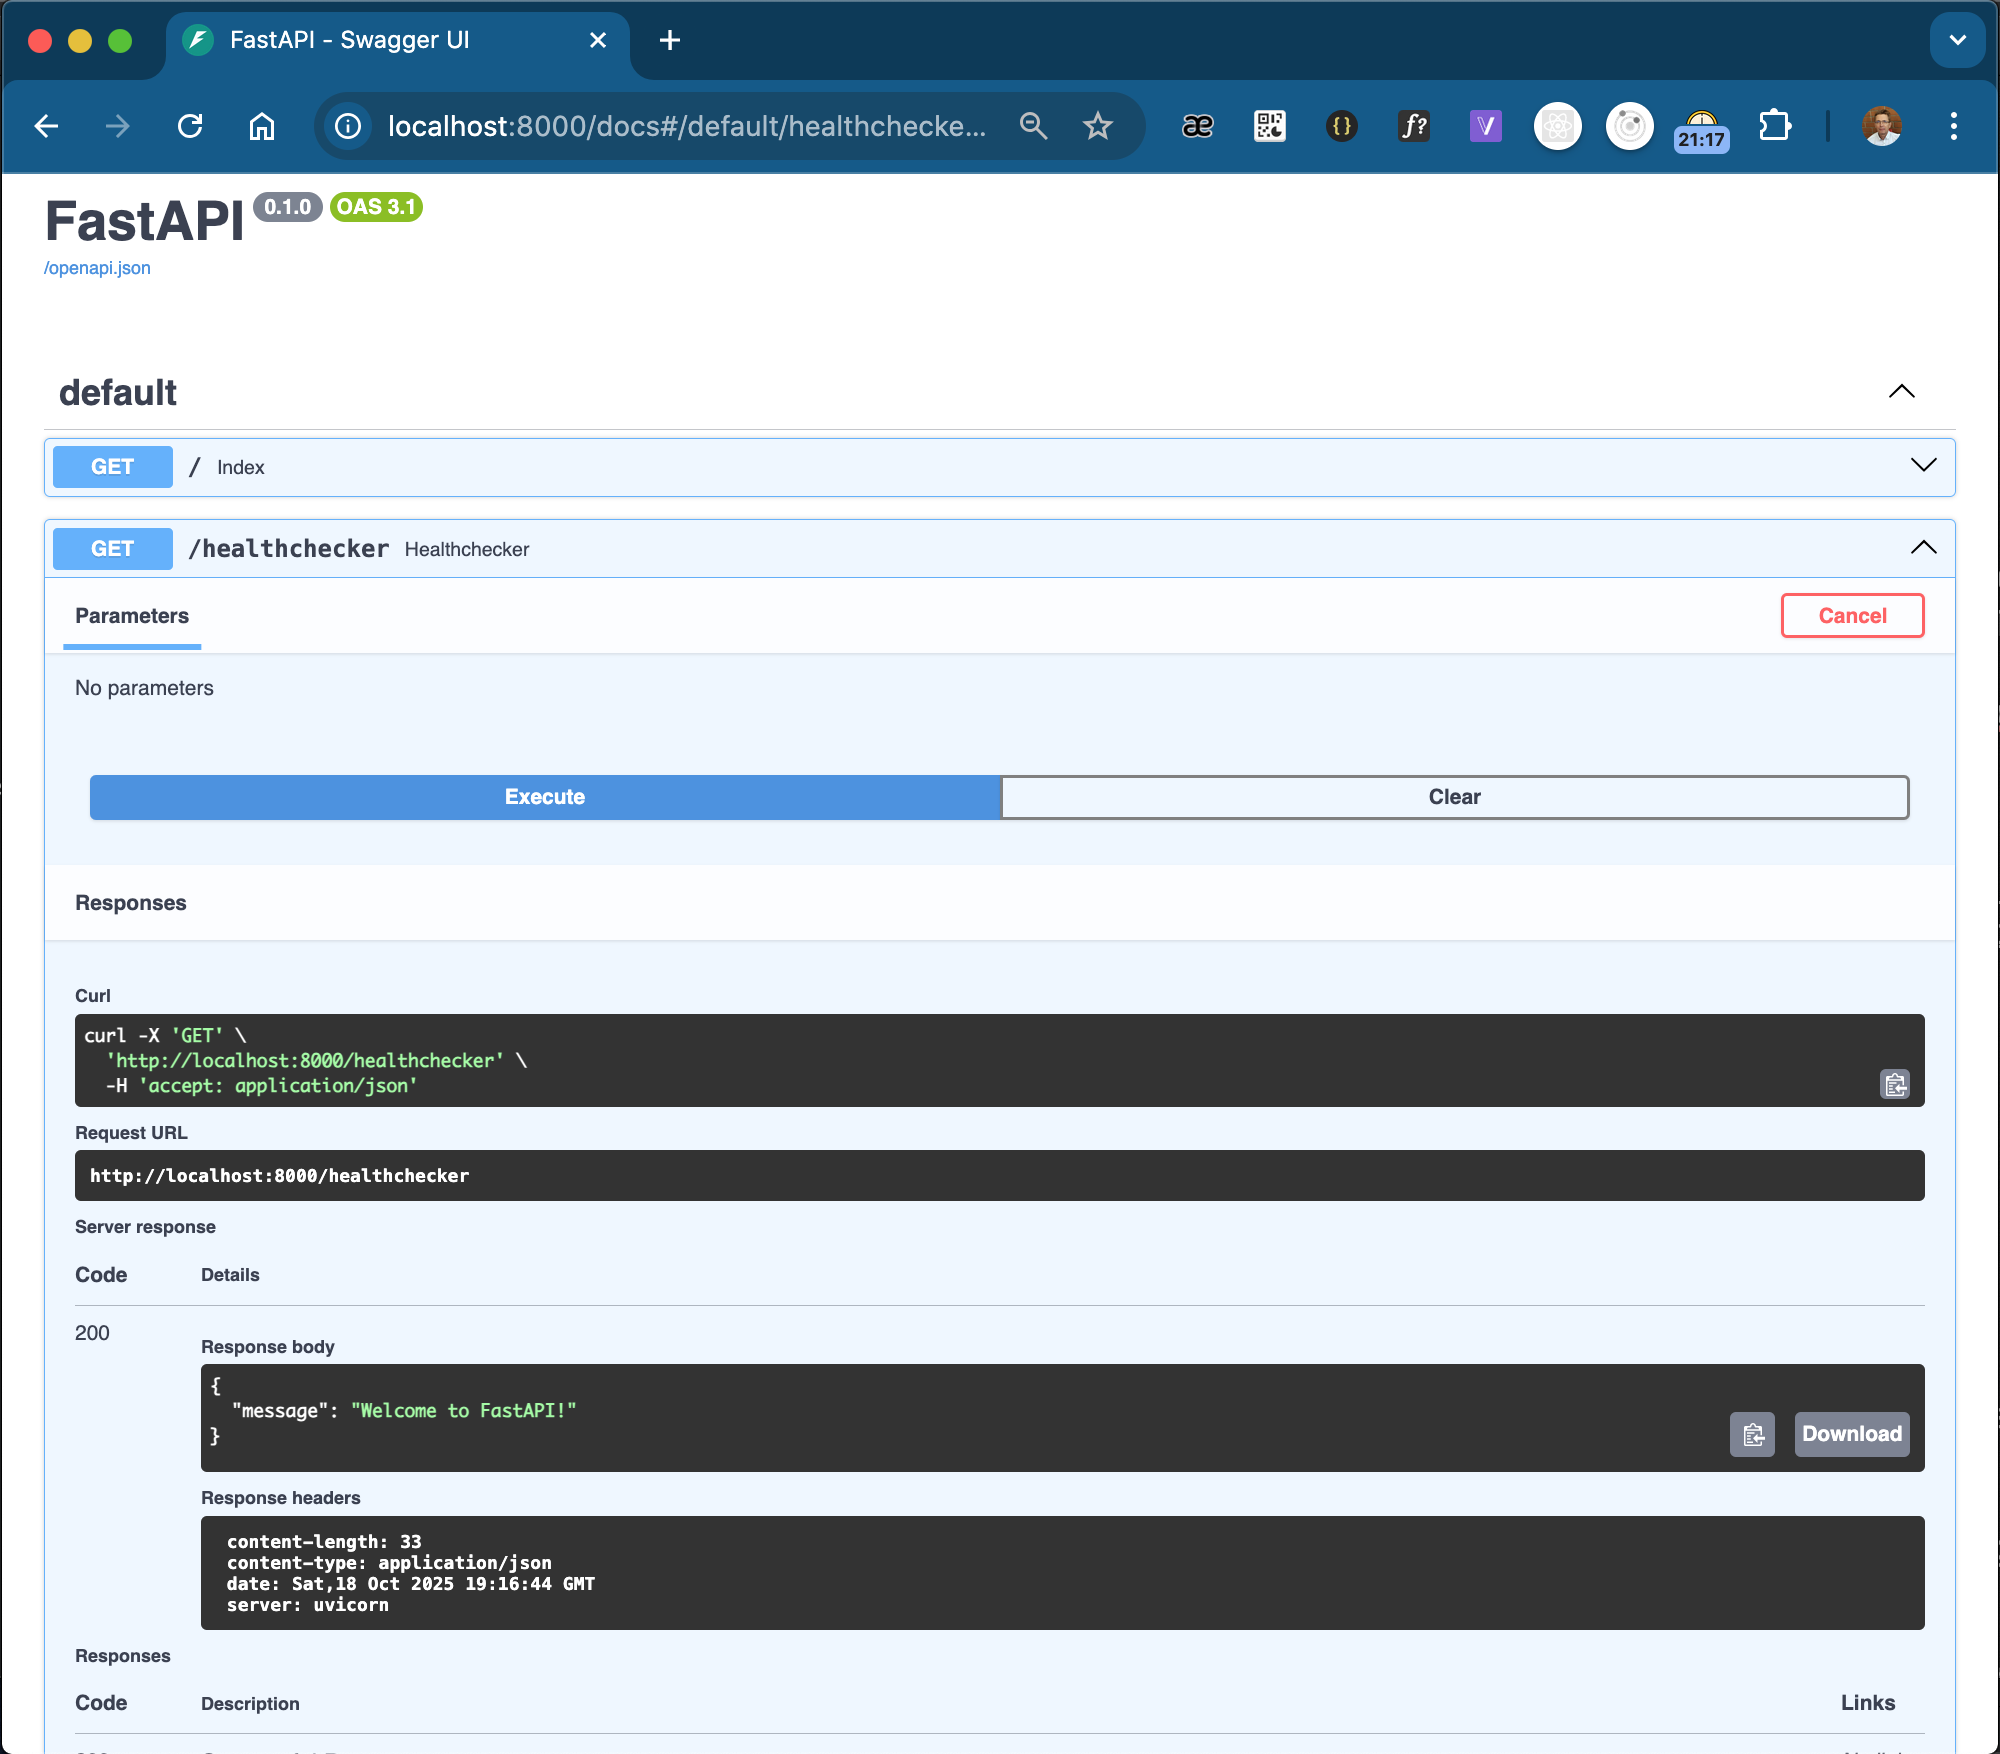 FastAPI - Swagger UI
localhost:8000/docs#/default/healthchecke...
21:17
FastAPI 0.1.0 OAS 3.1
/openapi.json
default
GET / Index
GET /healthchecker Healthchecker
Parameters Cancel
No parameters
Execute Clear
Responses
Curl
curl -X 'GET' \
'http://localhost:8000/healthchecker' \
-H 'accept: application/json'
Request URL
http://localhost:8000/healthchecker
Server response
Code Details
200
Response body
{
"message": "Welcome to FastAPI!"
}
Download
Response headers
content-length: 33
content-type: application/json
date: Sat,18 Oct 2025 19:16:44 GMT
server: uvicorn
Responses
Code Description Links